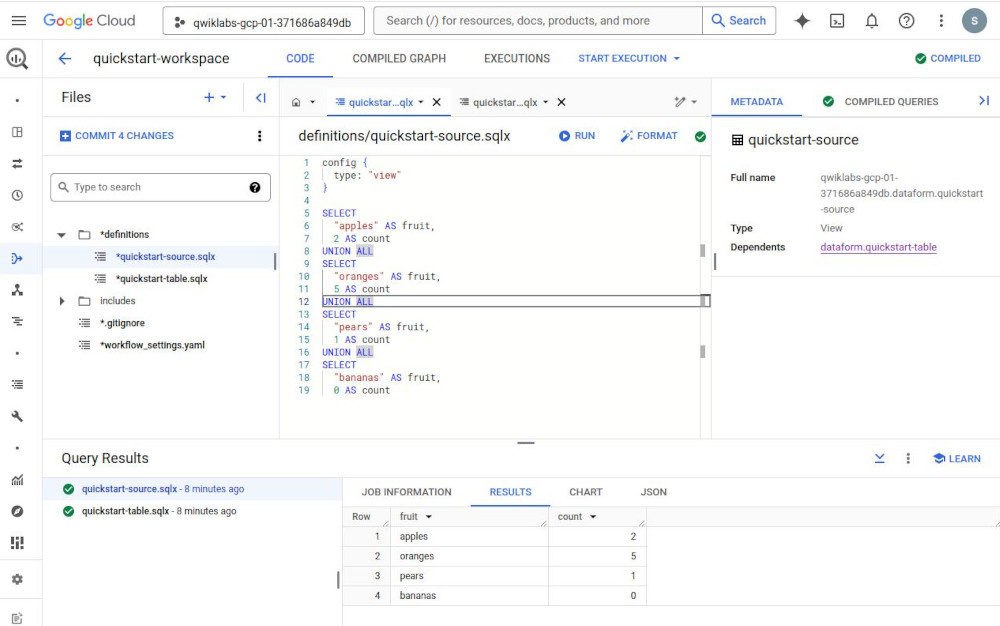 Google Cloud
qwiklabs-gcp-01-371686a849db
Search (/) for resources, docs, products, and more
Search
S
quickstart-workspace
CODE
COMPILED GRAPH
EXECUTIONS
START EXECUTION
COMPILED
Files
COMMIT 4 CHANGES
Type to search
*definitions
*quickstart-source.sqlx
*quickstart-table.sqlx
includes
*.gitignore
*workflow_settings.yaml
quickstar...qlx
quickstar...qlx
definitions/quickstart-source.sqlx
RUN
FORMAT
1 config {
2 type: "view"
3 }
4
5 SELECT
6 "apples" AS fruit,
7 2 AS count
8 UNION ALL
9 SELECT
10 "oranges" AS fruit,
11 5 AS count
12 UNION ALL
13 SELECT
14 "pears" AS fruit,
15 1 AS count
16 UNION ALL
17 SELECT
18 "bananas" AS fruit,
19 0 AS count
METADATA
COMPILED QUERIES
quickstart-source
Full name
qwiklabs-gcp-01-
371686a849db.dataform.quickstart
-source
Type
View
Dependents
dataform.quickstart-table
Query Results
LEARN
quickstart-source.sqlx - 8 minutes ago
quickstart-table.sqlx - 8 minutes ago
JOB INFORMATION
RESULTS
CHART
JSON
Row fruit count
1 apples 2
2 oranges 5
3 pears 1
4 bananas 0